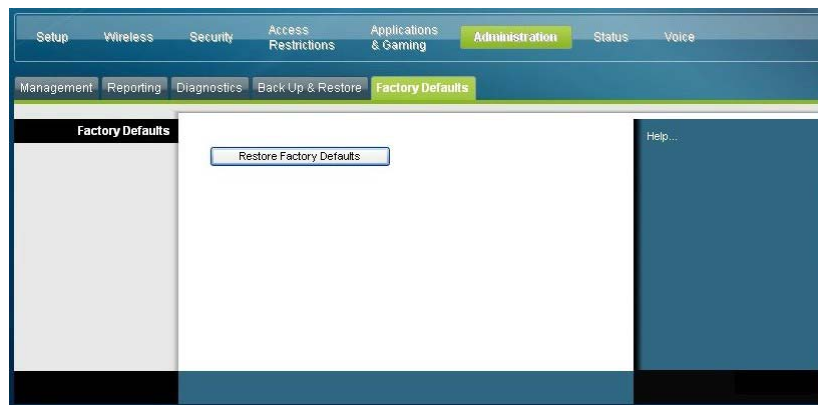 Setup Wireless Security Access Restrictions Applications & Gaming Administration Status Voice
Management Reporting Diagnostics Back Up & Restore Factory Defaults
Factory Defaults
Help...
Restore Factory Defaults